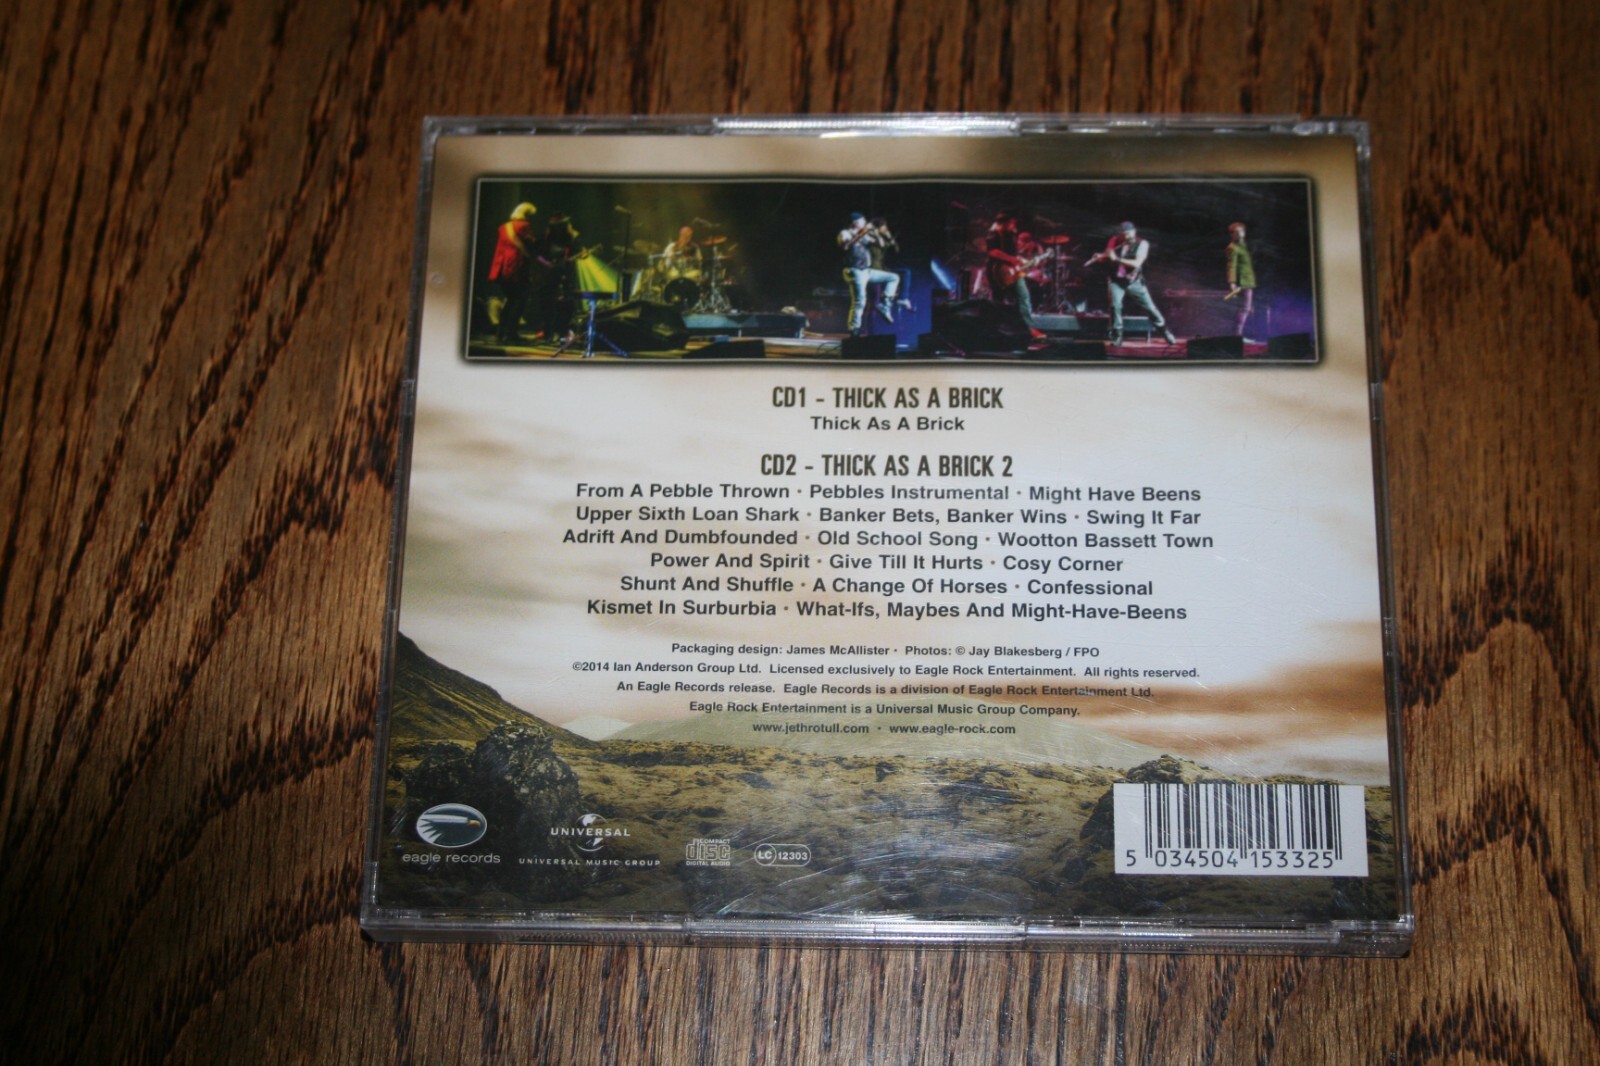 CD1 - THICK AS A BRICK
Thick As A Brick
CD2 - THICK AS A BRICK 2
From A Pebble Thrown · Pebbles Instrumental · Might Have Beens
Upper Sixth Loan Shark · Banker Bets, Banker Wins · Swing It Far
Adrift And Dumbfounded · Old School Song · Wootton Bassett Town
Power And Spirit · Give Till It Hurts · Cosy Corner
Shunt And Shuffle · A Change Of Horses · Confessional
Kismet In Surburbia · What-Ifs, Maybes And Might-Have-Beens
Packaging design: James McAllister · Photos: © Jay Blakesberg / FPO
©2014 Ian Anderson Group Ltd. Licensed exclusively to Eagle Rock Entertainment. All rights reserved.
An Eagle Records release. Eagle Records is a division of Eagle Rock Entertainment Ltd.
Eagle Rock Entertainment is a Universal Music Group Company.
www.jethrotull.com · www.eagle-rock.com
eagle records
UNIVERSAL
UNIVERSAL MUSIC GROUP
COMPACT
disc
DIGITAL AUDIO
LC 12303
5 034504 153325